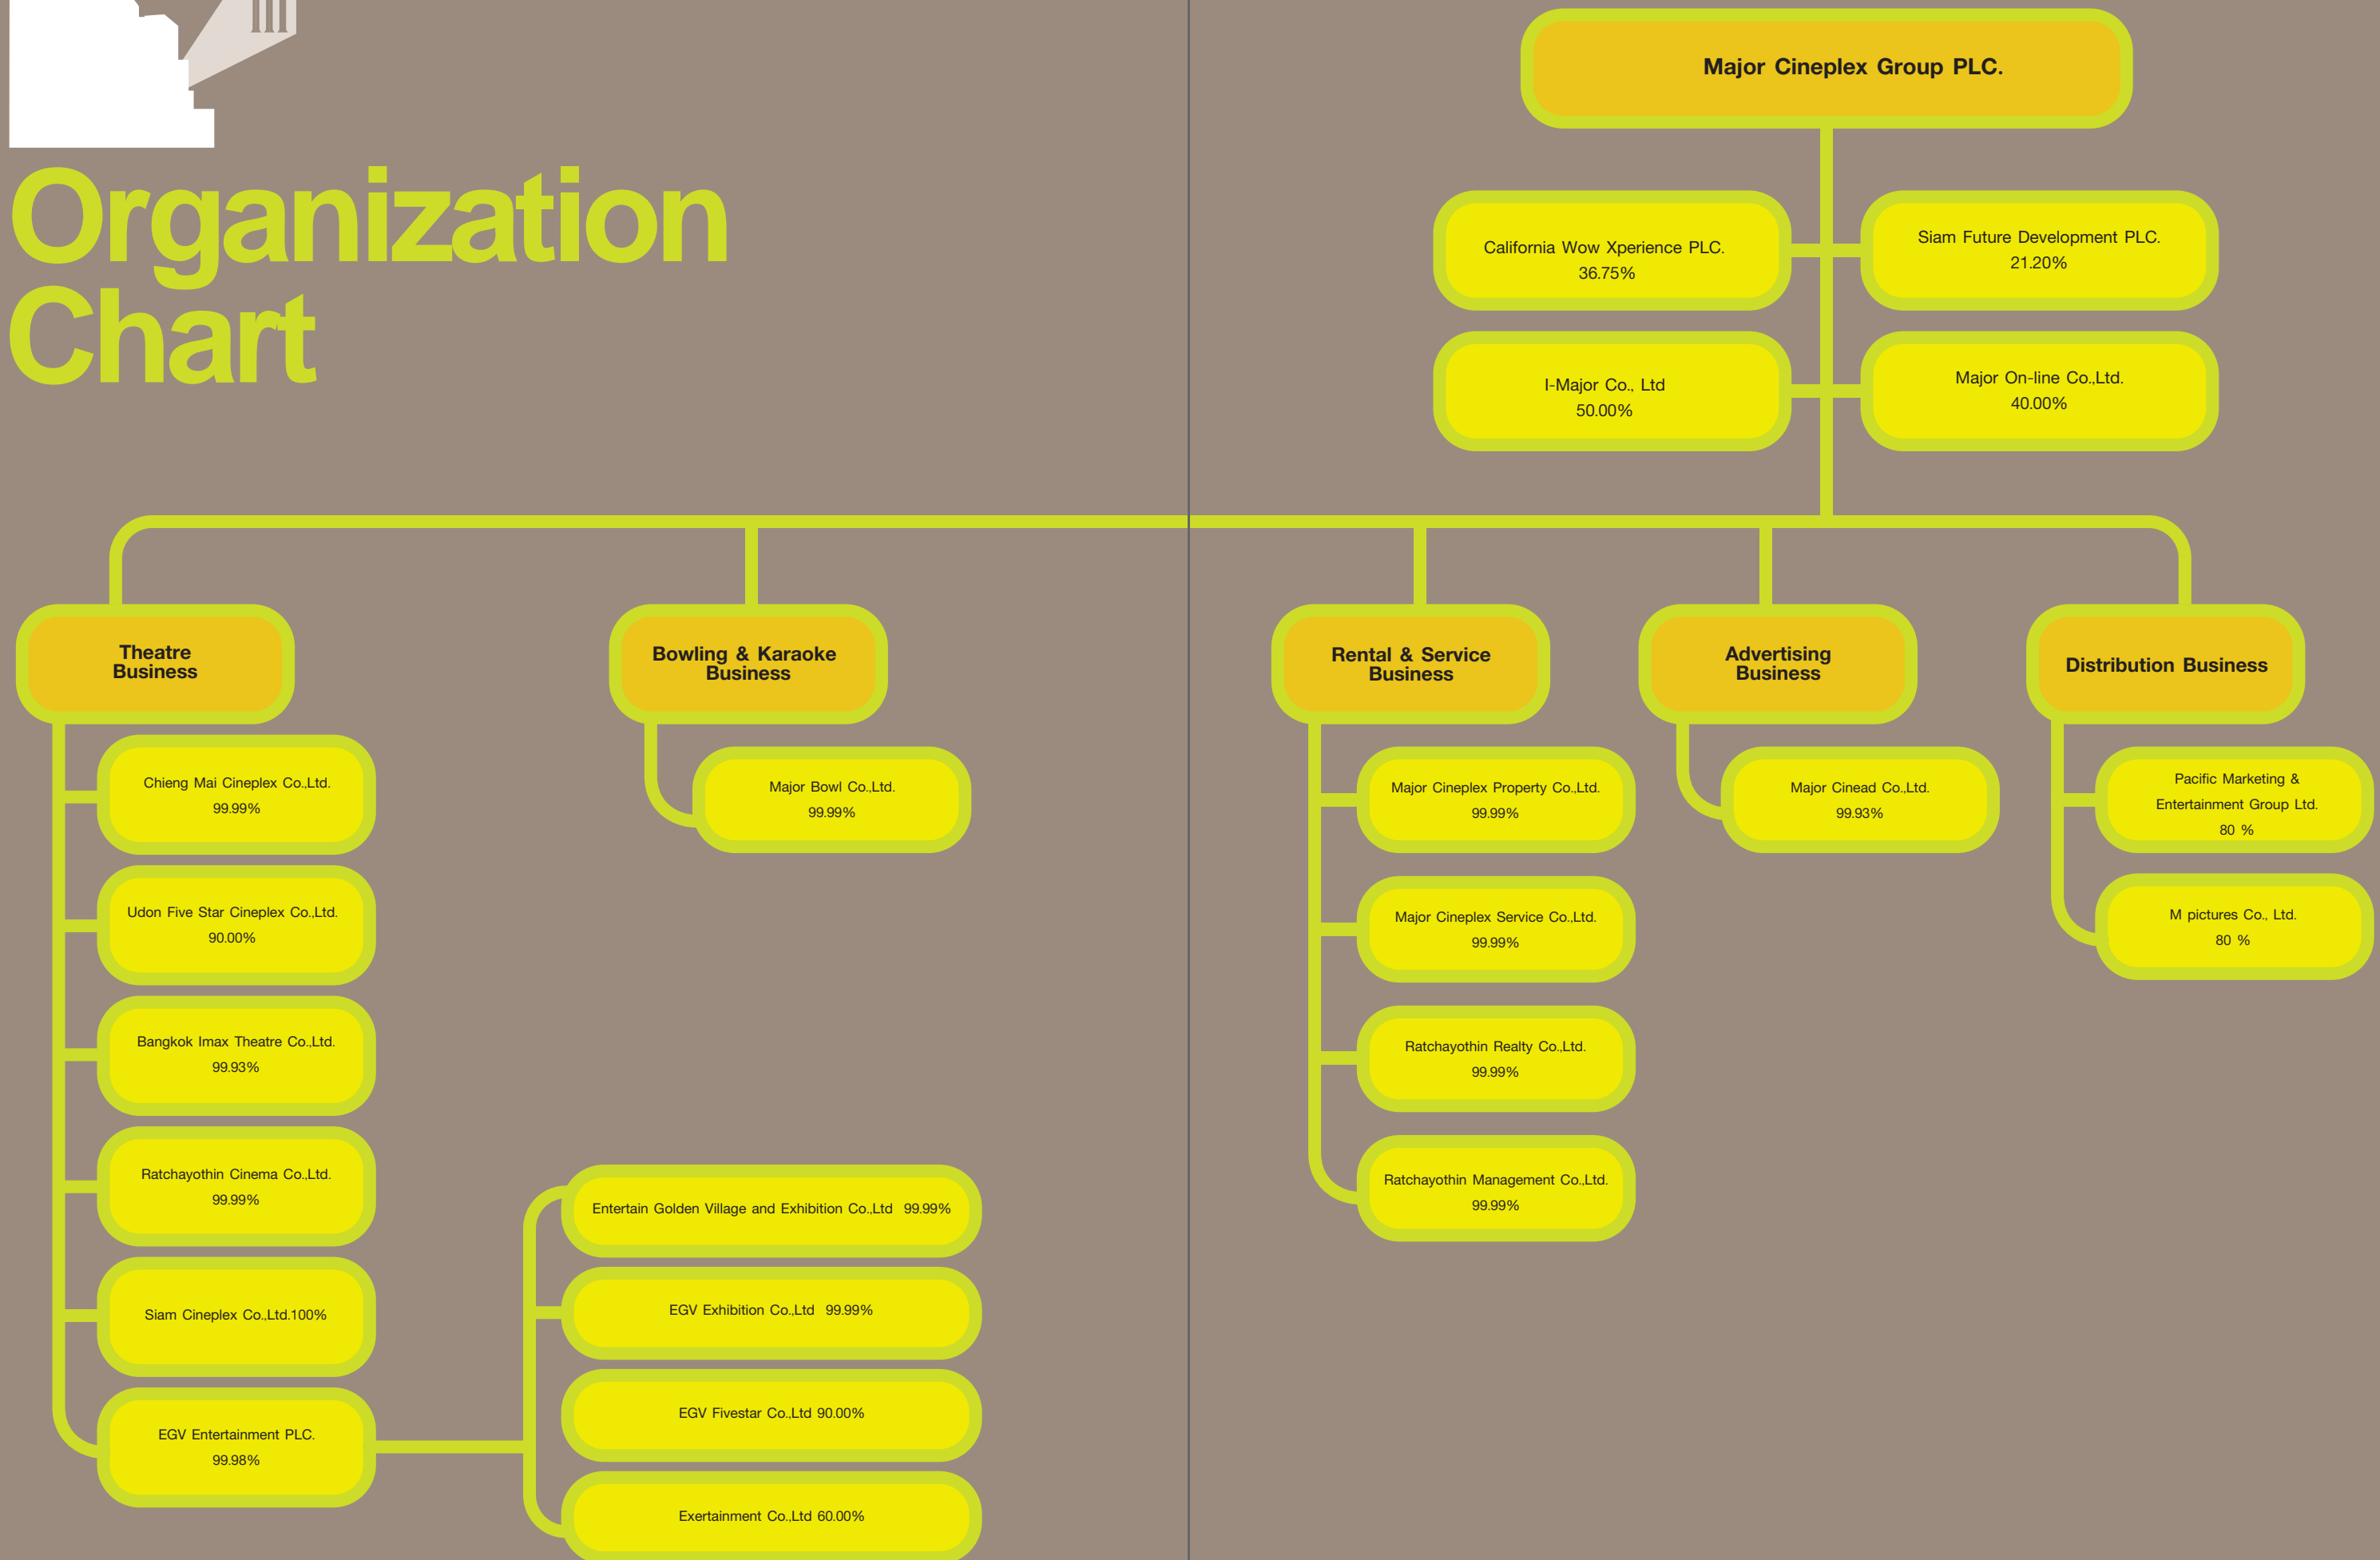 Organization
Chart
Major Cineplex Group PLC.
California Wow Xperience PLC.
36.75%
Siam Future Development PLC.
21.20%
I-Major Co., Ltd
50.00%
Major On-line Co.,Ltd.
40.00%
Theatre
Business
Chieng Mai Cineplex Co.,Ltd.
99.99%
Udon Five Star Cineplex Co.,Ltd.
90.00%
Bangkok Imax Theatre Co.,Ltd.
99.93%
Ratchayothin Cinema Co.,Ltd.
99.99%
Siam Cineplex Co.,Ltd.100%
EGV Entertainment PLC.
99.98%
Entertain Golden Village and Exhibition Co.,Ltd 99.99%
EGV Exhibition Co.,Ltd 99.99%
EGV Fivestar Co.,Ltd 90.00%
Exertainment Co.,Ltd 60.00%
Bowling & Karaoke
Business
Major Bowl Co.,Ltd.
99.99%
Rental & Service
Business
Major Cineplex Property Co.,Ltd.
99.99%
Major Cineplex Service Co.,Ltd.
99.99%
Ratchayothin Realty Co.,Ltd.
99.99%
Ratchayothin Management Co.,Ltd.
99.99%
Advertising
Business
Major Cinead Co.,Ltd.
99.93%
Distribution Business
Pacific Marketing &
Entertainment Group Ltd.
80 %
M pictures Co., Ltd.
80 %